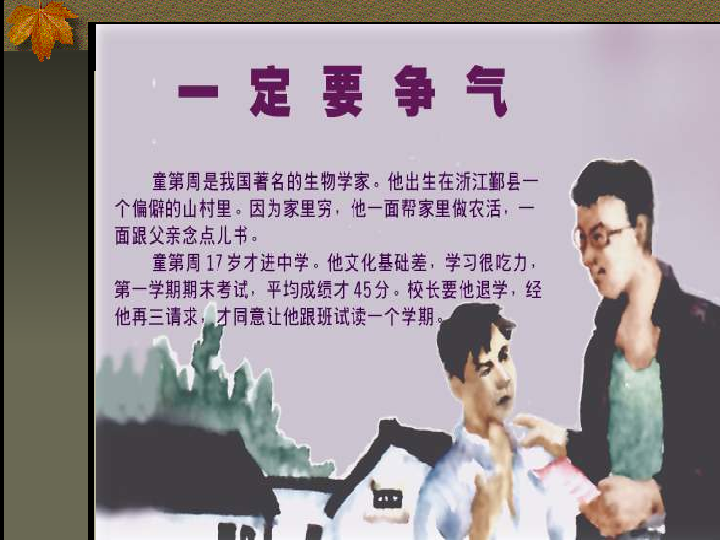 一定要争气
童第周是我国著名的生物学家。他出生在浙江鄞县一
个偏僻的山村里。因为家里穷，他一面帮家里做农活，一
面跟父亲念点儿书。
童第周17岁才进中学。他文化基础差，学习很吃力，
第一学期期末考试，平均成绩才45分。校长要他退学，经
他再三请求，才同意让他跟班试读一个学期。